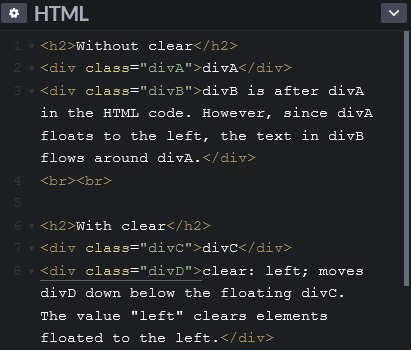 HTML
1 <h2>Without clear</h2>
2 <div class="divA">divA</div>
3 <div class="divB">divB is after divA
in the HTML code. However, since divA
floats to the left, the text in divB
flows around divA.</div>
4 <br><br>
5
6 <h2>With clear</h2>
7 <div class="divC">divC</div>
8 <div class="divD">clear: left; moves
divD down below the floating divC.
The value "left" clears elements
floated to the left.</div>